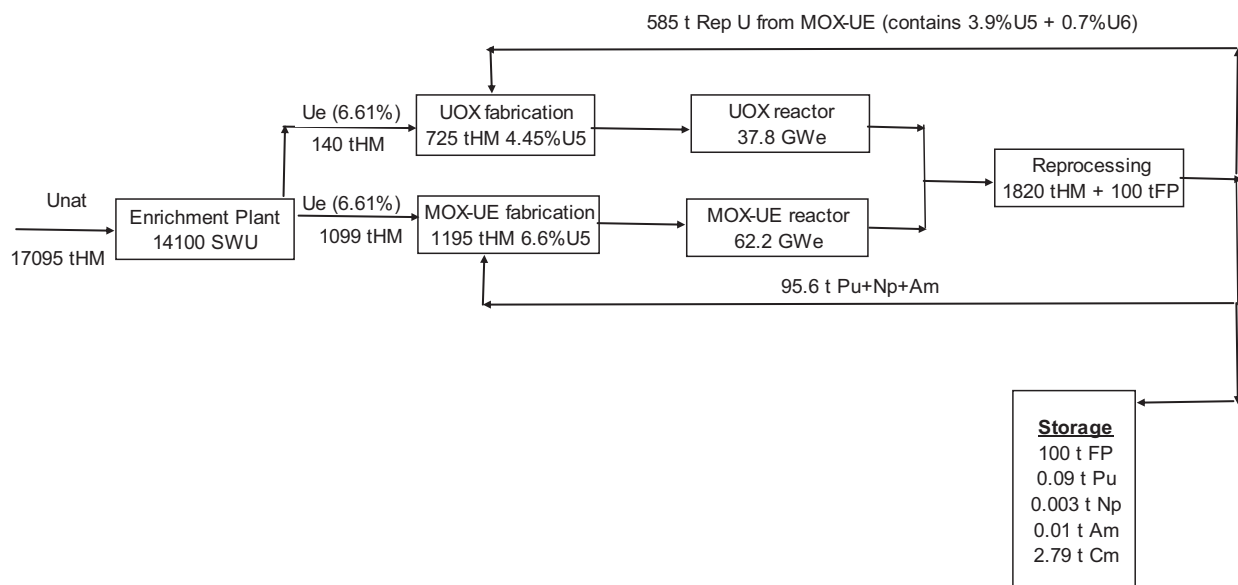 585 t Rep U from MOX-UE (contains 3.9%U5 + 0.7%U6)
Ue (6.61%)
140 tHM
UOX fabrication
725 tHM 4.45%U5
UOX reactor
37.8 GWe
Reprocessing
1820 tHM + 100 tFP
Unat
17095 tHM
Enrichment Plant
14100 SWU
Ue (6.61%)
1099 tHM
MOX-UE fabrication
1195 tHM 6.6%U5
MOX-UE reactor
62.2 GWe
95.6 t Pu+Np+Am
Storage
100 t FP
0.09 t Pu
0.003 t Np
0.01 t Am
2.79 t Cm